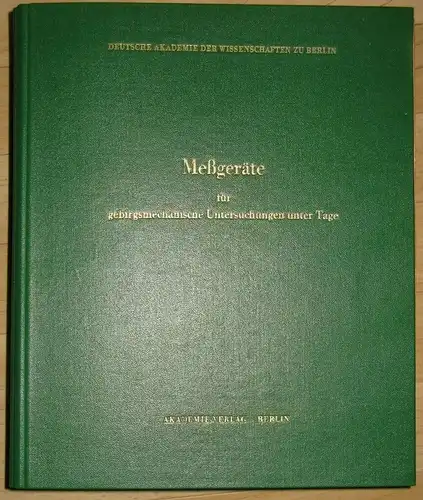 DEUTSCHE AKADEMIE DER WISSENSCHAFTEN ZU BERLIN
Meßgeräte
für
gebirgsmechanische Untersuchungen unter Tage
AKADEMIE-VERLAG · BERLIN